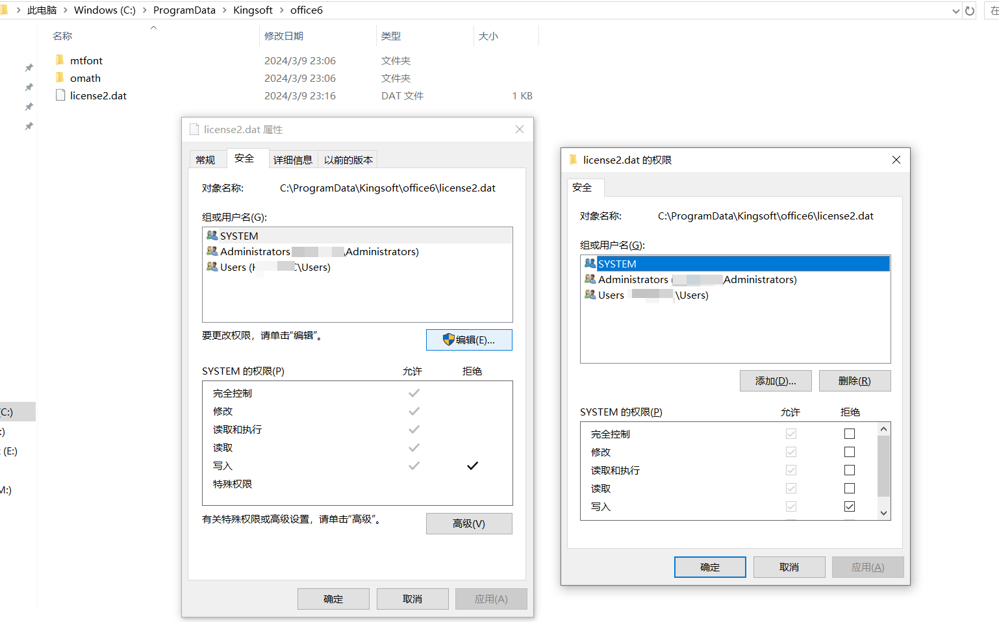 此电脑 > Windows (C:) > ProgramData > Kingsoft > office6
在
名称 修改日期 类型 大小
mtfont 2024/3/9 23:06 文件夹
omath 2024/3/9 23:06 文件夹
license2.dat 2024/3/9 23:16 DAT 文件 1 KB
(C:)
:)
(E:)
M:)
license2.dat 属性
常规 安全 详细信息 以前的版本
对象名称: C:\ProgramData\Kingsoft\office6\license2.dat
组或用户名(G):
SYSTEM
Administrators \Administrators)
Users ( \Users)
要更改权限，请单击“编辑”。
编辑(E)...
SYSTEM 的权限(P) 允许 拒绝
完全控制
修改
读取和执行
读取
写入
特殊权限
有关特殊权限或高级设置，请单击“高级”。
高级(V)
确定 取消 应用(A)
license2.dat 的权限
安全
对象名称: C:\ProgramData\Kingsoft\office6\license2.dat
组或用户名(G):
SYSTEM
Administrators ( Administrators)
Users \Users)
添加(D)... 删除(R)
SYSTEM 的权限(P) 允许 拒绝
完全控制
修改
读取和执行
读取
写入
确定 取消 应用(A)